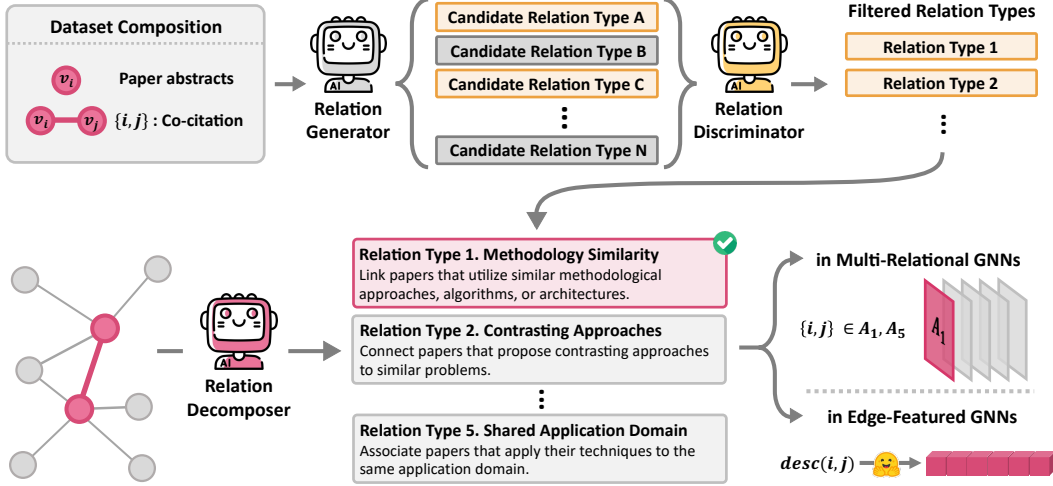 Dataset Composition
v_i
Paper abstracts
v_i v_j {i, j} : Co-citation
AI
Relation
Generator
Candidate Relation Type A
Candidate Relation Type B
Candidate Relation Type C
Candidate Relation Type N
AI
Relation
Discriminator
Filtered Relation Types
Relation Type 1
Relation Type 2
AI
Relation
Decomposer
Relation Type 1. Methodology Similarity
Link papers that utilize similar methodological
approaches, algorithms, or architectures.
Relation Type 2. Contrasting Approaches
Connect papers that propose contrasting approaches
to similar problems.
Relation Type 5. Shared Application Domain
Associate papers that apply their techniques to the
same application domain.
in Multi-Relational GNNs
{i, j} ∈ A₁, A₅
A₁
in Edge-Featured GNNs
desc(i, j)